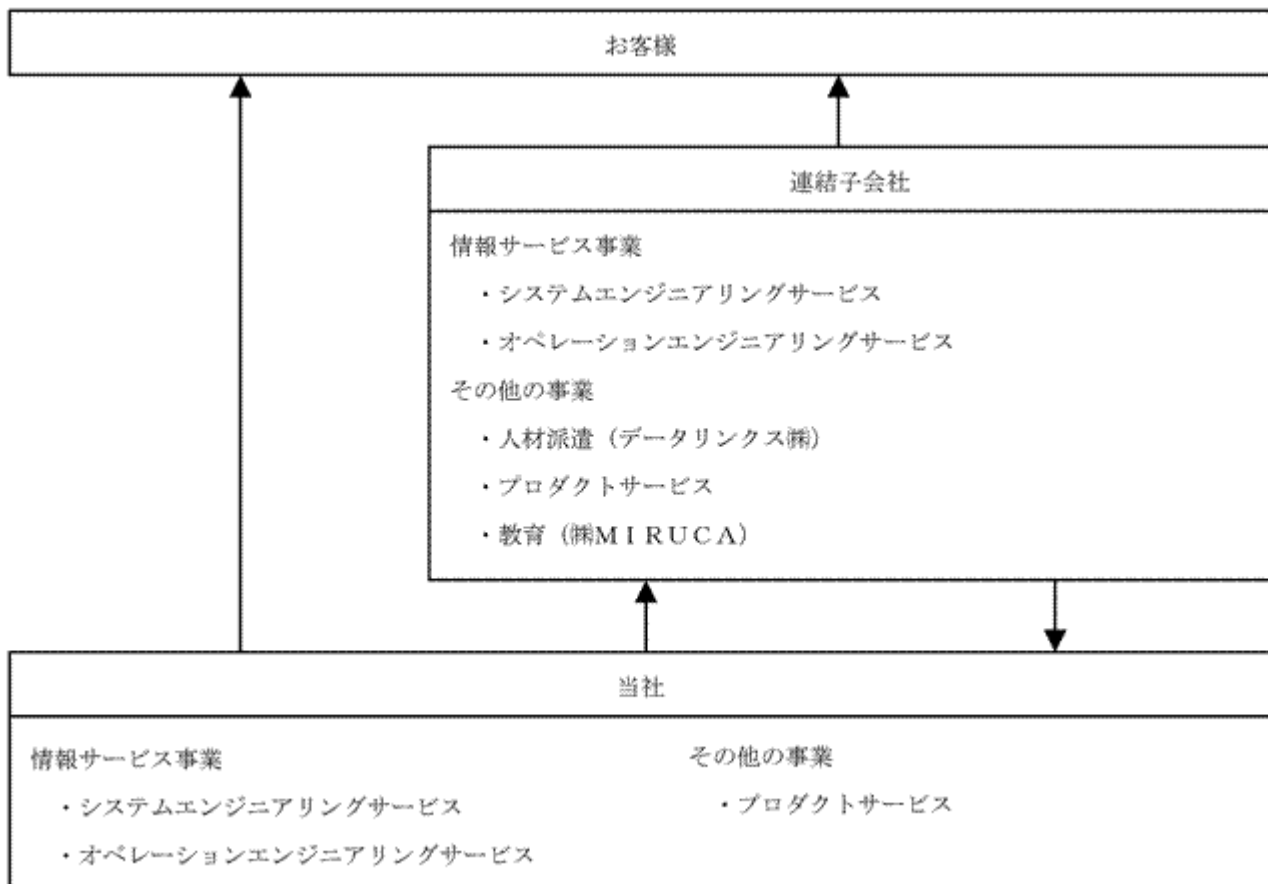 お客様
連結子会社
情報サービス事業
・システムエンジニアリングサービス
・オペレーションエンジニアリングサービス
その他の事業
・人材派遣（データリンクス㈱）
・プロダクトサービス
・教育（㈱ＭＩＲＵＣＡ）
当社
情報サービス事業
・システムエンジニアリングサービス
・オペレーションエンジニアリングサービス
その他の事業
・プロダクトサービス